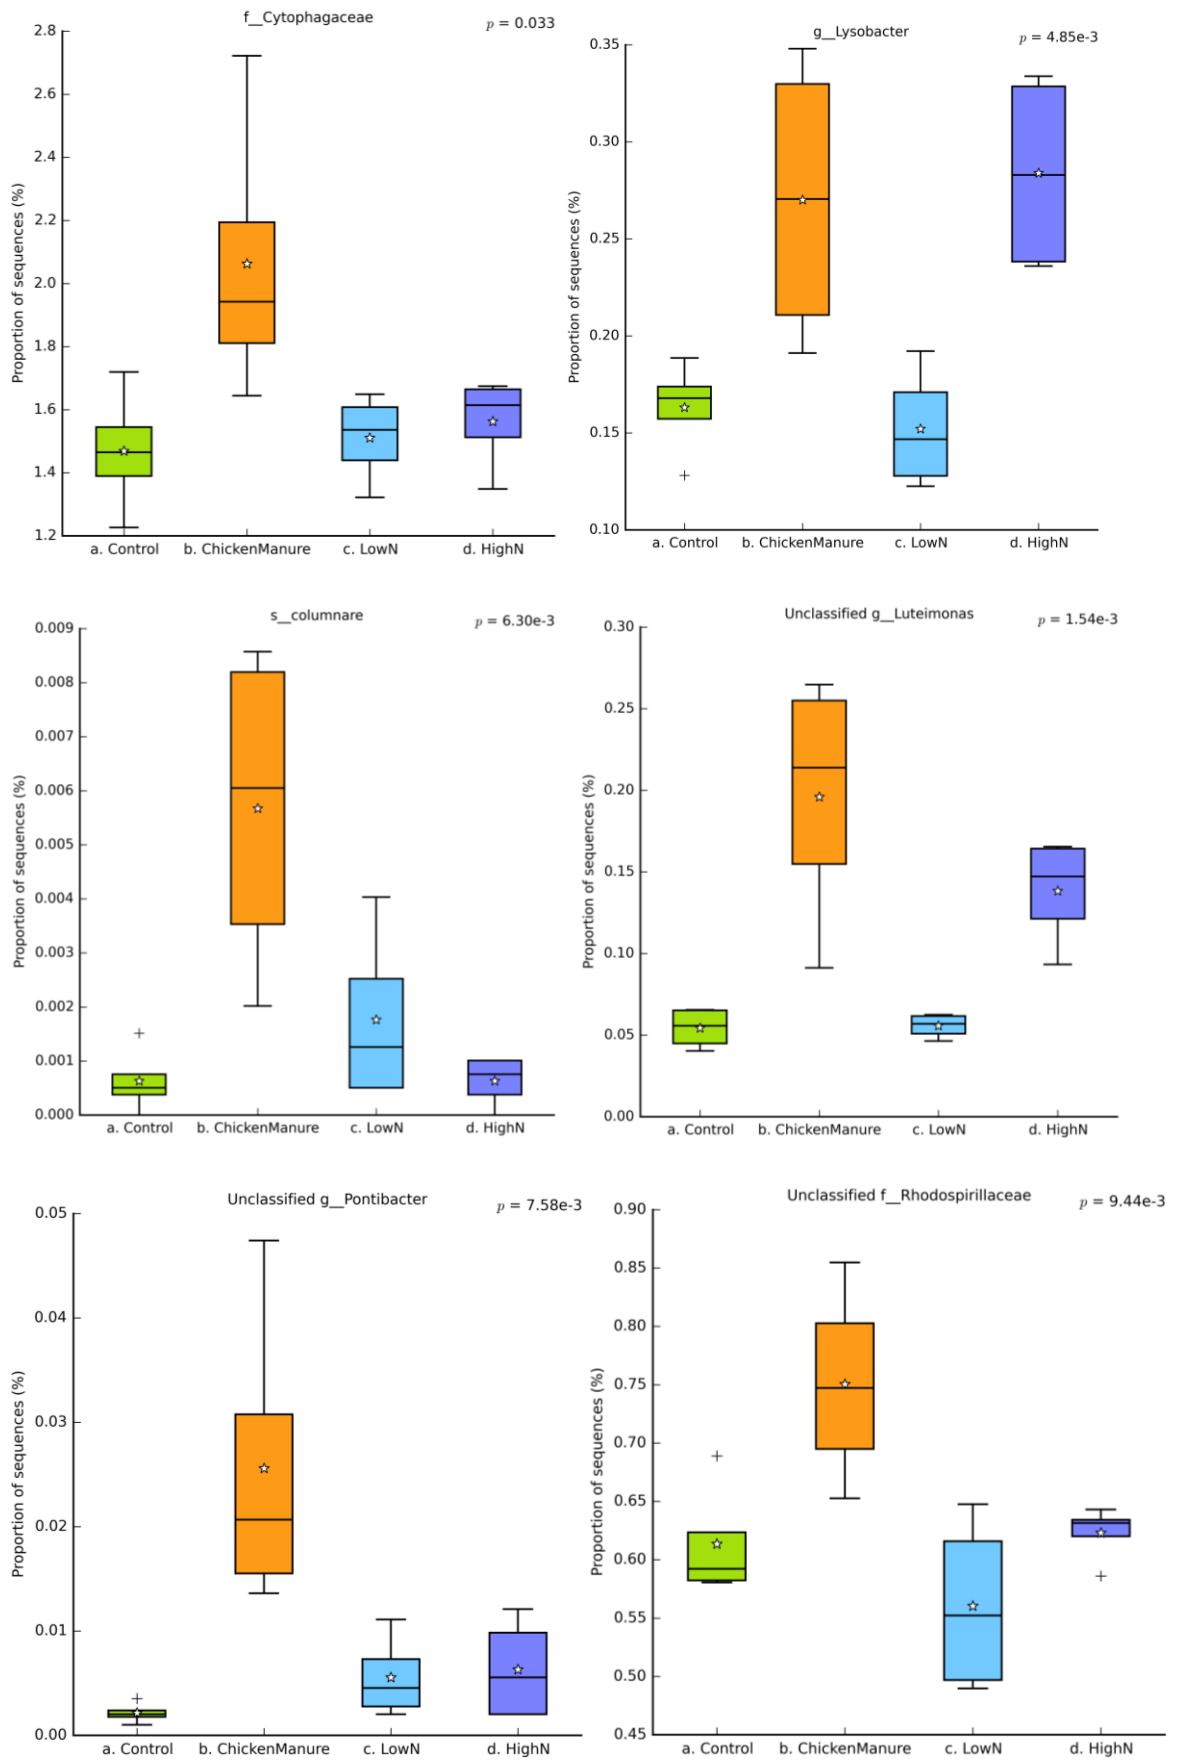 f__Cytophagaceae
p = 0.033
Proportion of sequences (%)
2.8
2.6
2.4
2.2
2.0
1.8
1.6
1.4
1.2
a. Control b. ChickenManure c. LowN d. HighN
g__Lysobacter
p = 4.85e-3
Proportion of sequences (%)
0.35
0.30
0.25
0.20
0.15
0.10
a. Control b. ChickenManure c. LowN d. HighN
s__columnare
p = 6.30e-3
Proportion of sequences (%)
0.009
0.008
0.007
0.006
0.005
0.004
0.003
0.002
0.001
0.000
a. Control b. ChickenManure c. LowN d. HighN
Unclassified g__Luteimonas
p = 1.54e-3
Proportion of sequences (%)
0.30
0.25
0.20
0.15
0.10
0.05
0.00
a. Control b. ChickenManure c. LowN d. HighN
Unclassified g__Pontibacter
p = 7.58e-3
Proportion of sequences (%)
0.05
0.04
0.03
0.02
0.01
0.00
a. Control b. ChickenManure c. LowN d. HighN
Unclassified f__Rhodospirillaceae
p = 9.44e-3
Proportion of sequences (%)
0.90
0.85
0.80
0.75
0.70
0.65
0.60
0.55
0.50
0.45
a. Control b. ChickenManure c. LowN d. HighN